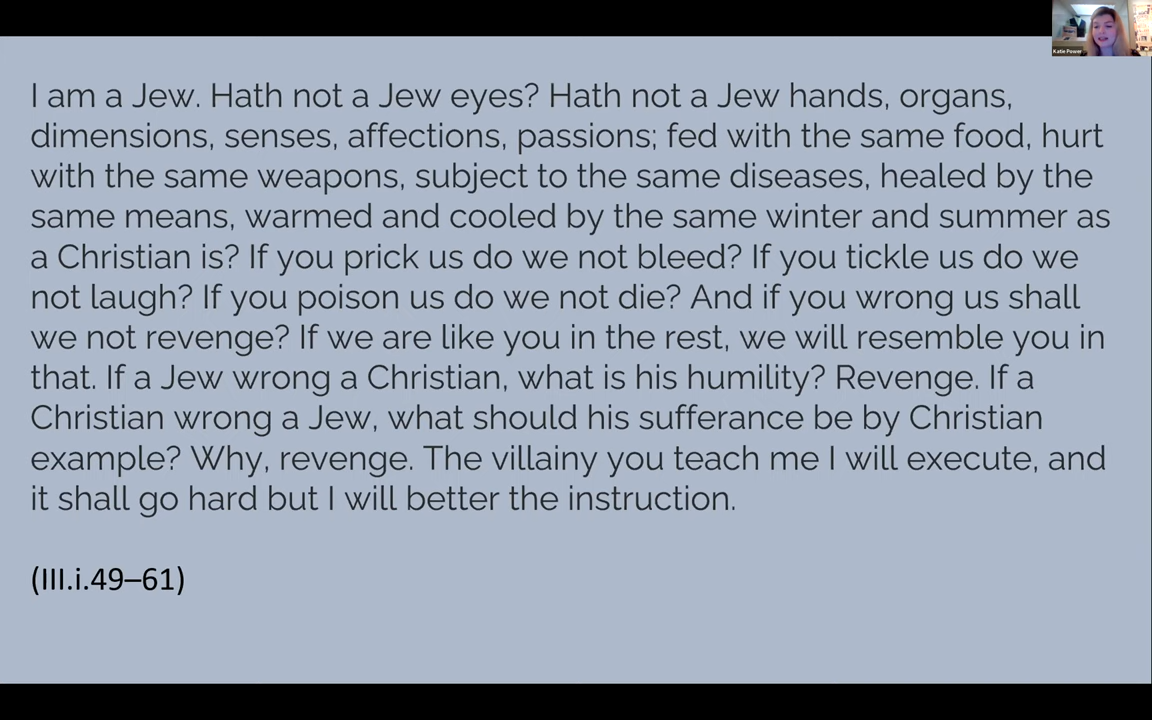 I am a Jew. Hath not a Jew eyes? Hath not a Jew hands, organs,
dimensions, senses, affections, passions; fed with the same food, hurt
with the same weapons, subject to the same diseases, healed by the
same means, warmed and cooled by the same winter and summer as
a Christian is? If you prick us do we not bleed? If you tickle us do we
not laugh? If you poison us do we not die? And if you wrong us shall
we not revenge? If we are like you in the rest, we will resemble you in
that. If a Jew wrong a Christian, what is his humility? Revenge. If a
Christian wrong a Jew, what should his sufferance be by Christian
example? Why, revenge. The villainy you teach me I will execute, and
it shall go hard but I will better the instruction.
(III.i.49–61)
Katie Power